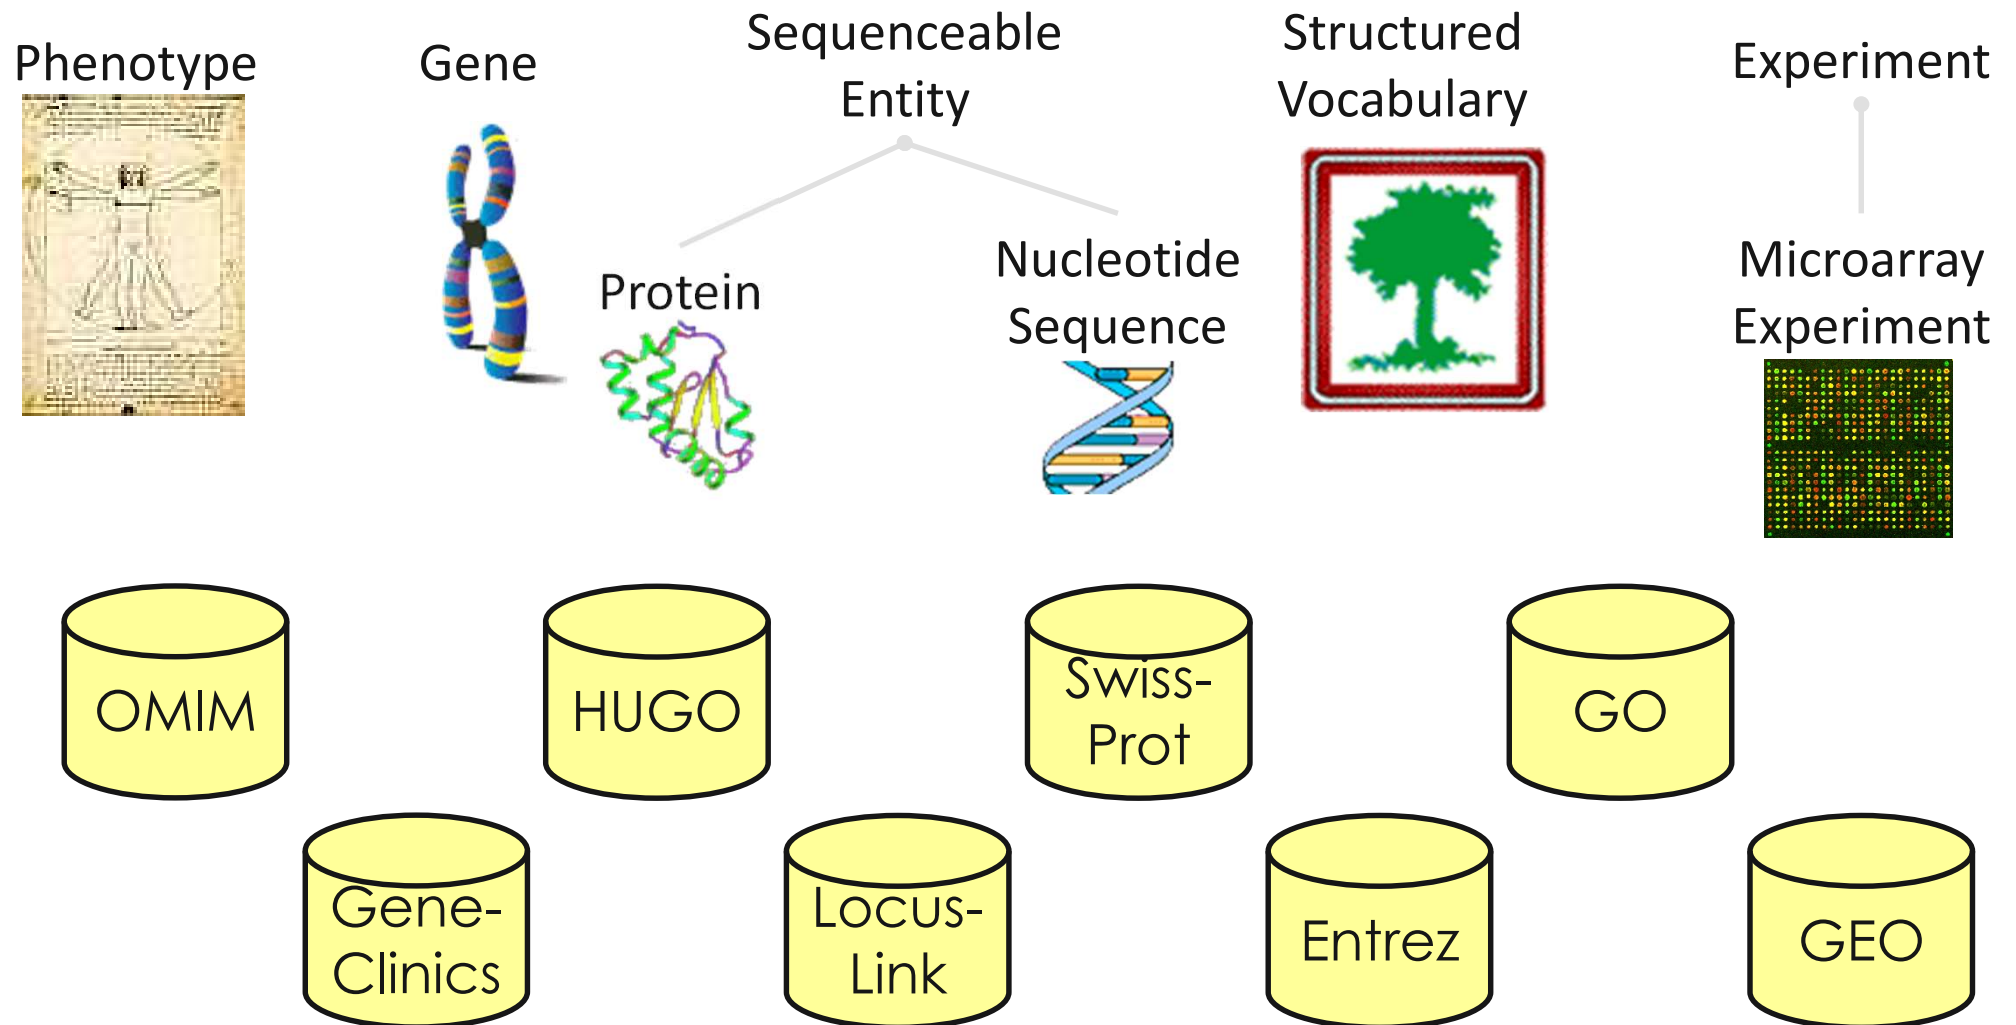 Phenotype
Gene
Sequenceable
Entity
Structured
Vocabulary
Experiment
Protein
Nucleotide
Sequence
Microarray
Experiment
OMIM
HUGO
Swiss-
Prot
GO
Gene-
Clinics
Locus-
Link
Entrez
GEO